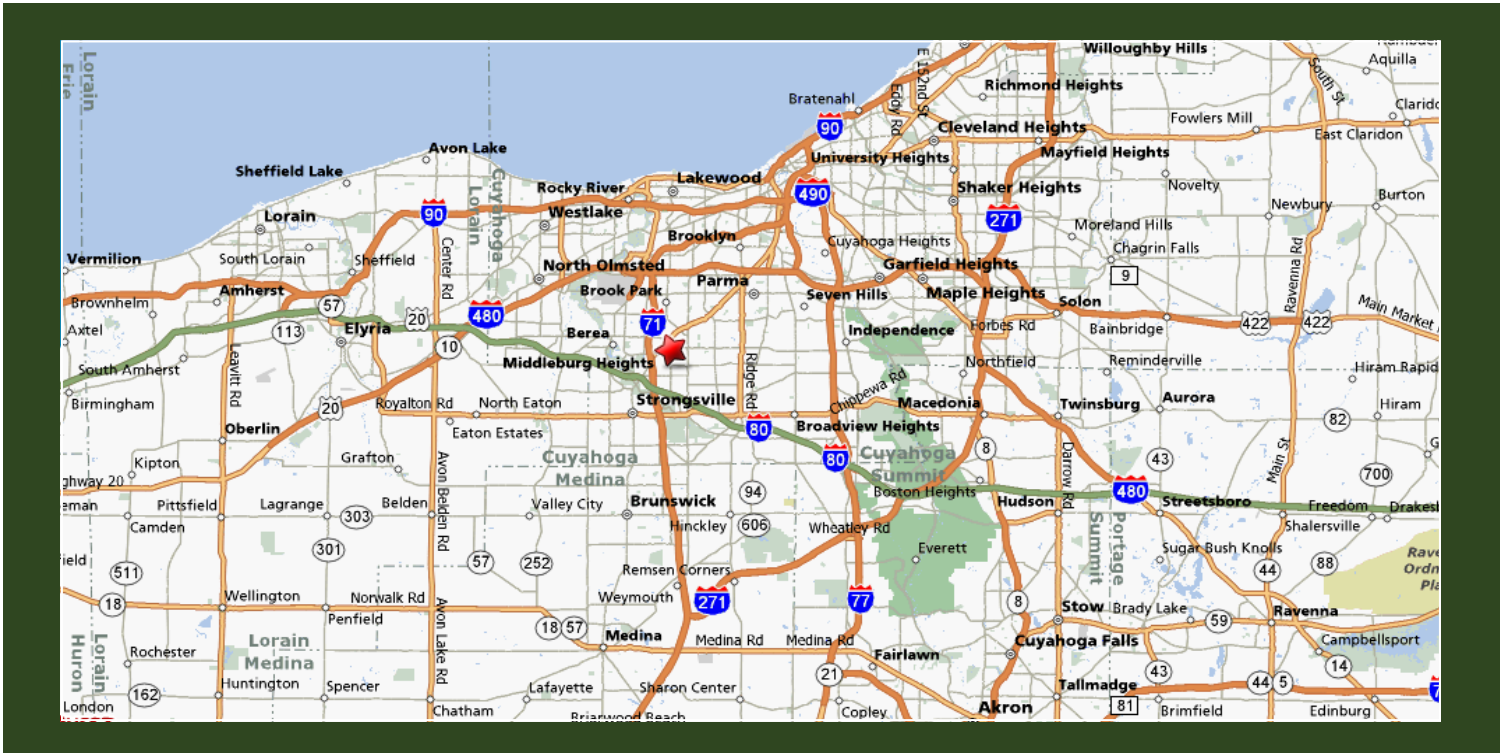 Willoughby Hills
Aquilla
Lorain
Erie
E 152nd St
South St
Richmond Heights
Bratenahl
Eddy Rd
90
Fowlers Mill
Cleveland Heights
East Claridon
Avon Lake
University Heights
Mayfield Heights
Sheffield Lake
Lakewood
Rocky River
490
Shaker Heights
Novelty
Burton
Cuyahoga
Lorain
90
Lorain
Westlake
271
Newbury
Moreland Hills
Brooklyn
Cuyahoga Heights
Chagrin Falls
Vermilion
South Lorain
Sheffield
Center Rd
North Olmsted
Garfield Heights
9
Ravenna Rd
Amherst
Brook Park
Parma
Seven Hills
Maple Heights
Solon
Brownhelm
57
480
Main Market
Axtel
113
Elyria
20
Berea
71
Independence
Forbes Rd
Bainbridge
422
422
10
South Amherst
Leavitt Rd
Middleburg Heights
Ridge Rd
Northfield
Reminderville
Hiram Rapid
Chippewa Rd
Birmingham
20
Royalton Rd
North Eaton
Strongsville
Macedonia
Twinsburg
Aurora
Hiram
82
Oberlin
Eaton Estates
80
Broadview Heights
8
Darrow Rd
Main St
Kipton
Grafton
Cuyahoga
Medina
80
Cuyahoga
Summit
43
700
ghway 20
Avon Belden Rd
94
Boston Heights
480
eman
Pittsfield
Lagrange
Belden
Valley City
Brunswick
Hudson
Streetsboro
Freedom
Drakesl
Camden
303
Hinckley
606
Wheatley Rd
Shalersville
Portage
Summit
301
57
252
Everett
Sugar Bush Knolls
ield
511
Remsen Corners
44
88
Rave
Ordn
Pla
18
Wellington
Norwalk Rd
Avon Lake Rd
Weymouth
271
77
8
Stow
Brady Lake
59
Ravenna
Penfield
18
57
Medina
Medina Rd
Medina Rd
Cuyahoga Falls
Campbellsport
Lorain
Huron
Lorain
Medina
Rochester
Fairlawn
14
43
21
162
Huntington
Spencer
Lafayette
Sharon Center
Tallmadge
44
5
London
Chatham
Briarwood Beach
Copley
Akron
81
Brimfield
Edinburg